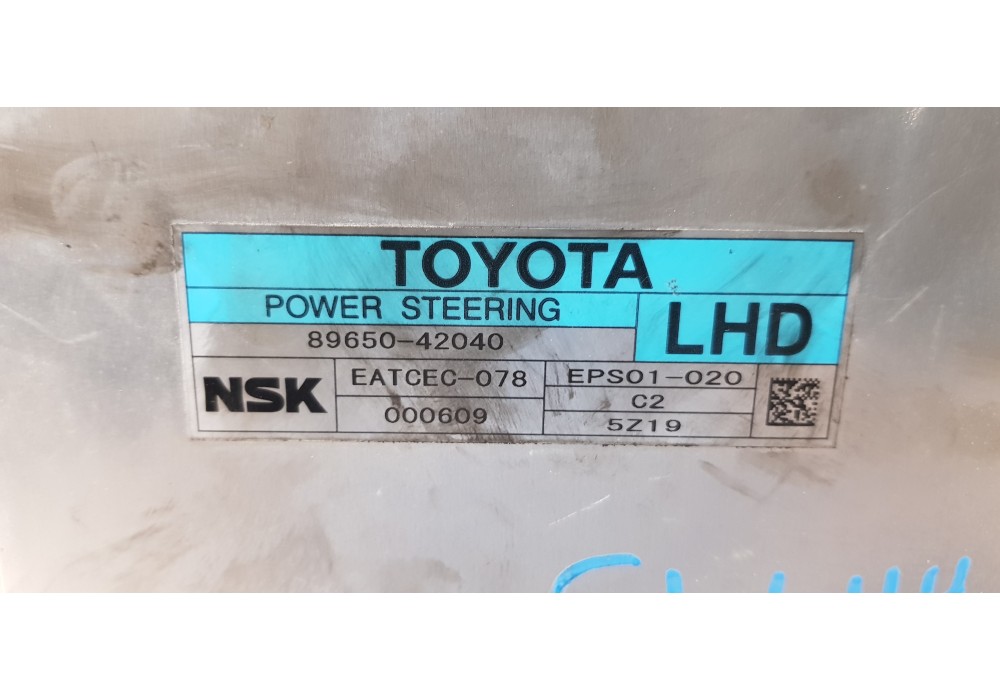 TOYOTA
POWER STEERING
LHD
89650-42040
NSK
EATCEC-078
EPS01-020
C2
000609
5Z19